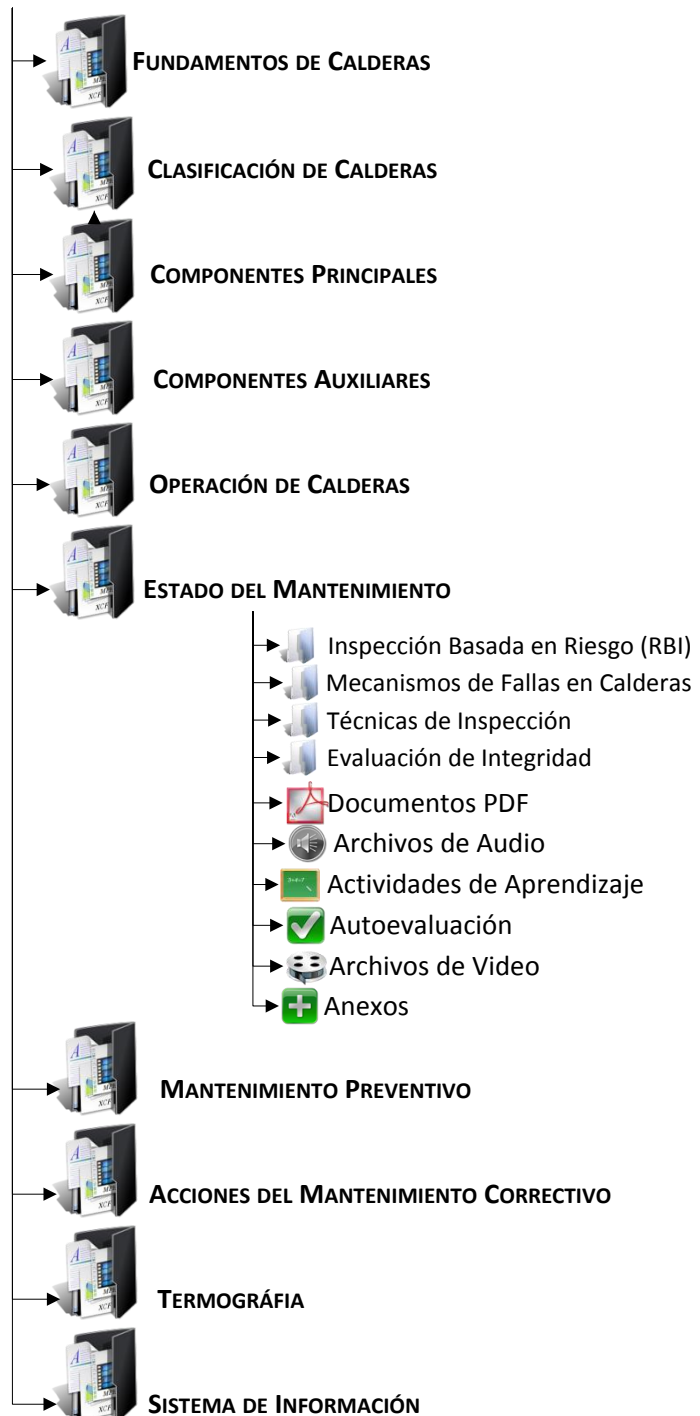 FUNDAMENTOS DE CALDERAS
CLASIFICACIÓN DE CALDERAS
COMPONENTES PRINCIPALES
COMPONENTES AUXILIARES
OPERACIÓN DE CALDERAS
ESTADO DEL MANTENIMIENTO
Inspección Basada en Riesgo (RBI)
Mecanismos de Fallas en Calderas
Técnicas de Inspección
Evaluación de Integridad
Documentos PDF
Archivos de Audio
Actividades de Aprendizaje
Autoevaluación
Archivos de Video
Anexos
MANTENIMIENTO PREVENTIVO
ACCIONES DEL MANTENIMIENTO CORRECTIVO
TERMOGRÁFIA
SISTEMA DE INFORMACIÓN